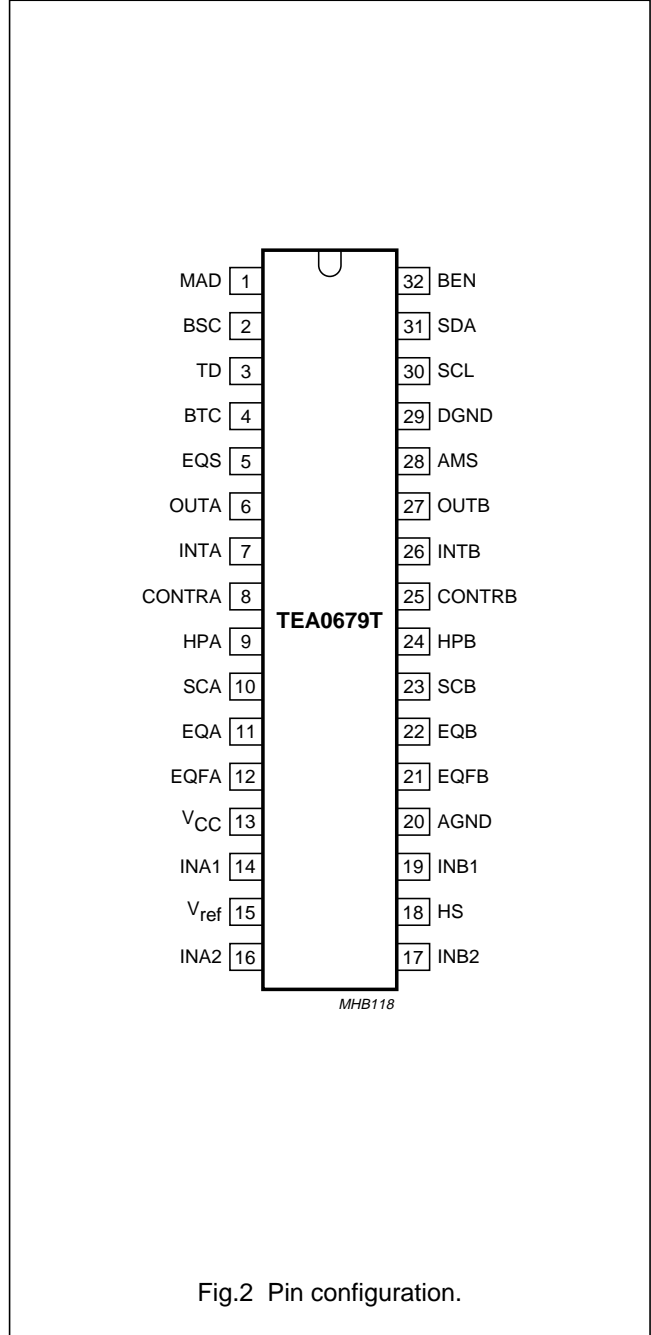 MAD 1 32 BEN
BSC 2 31 SDA
TD 3 30 SCL
BTC 4 29 DGND
EQS 5 28 AMS
OUTA 6 27 OUTB
INTA 7 26 INTB
CONTRA 8 25 CONTRB
TEA0679T
HPA 9 24 HPB
SCA 10 23 SCB
EQA 11 22 EQB
EQFA 12 21 EQFB
VCC 13 20 AGND
INA1 14 19 INB1
Vref 15 18 HS
INA2 16 17 INB2
MHB118
Fig.2 Pin configuration.